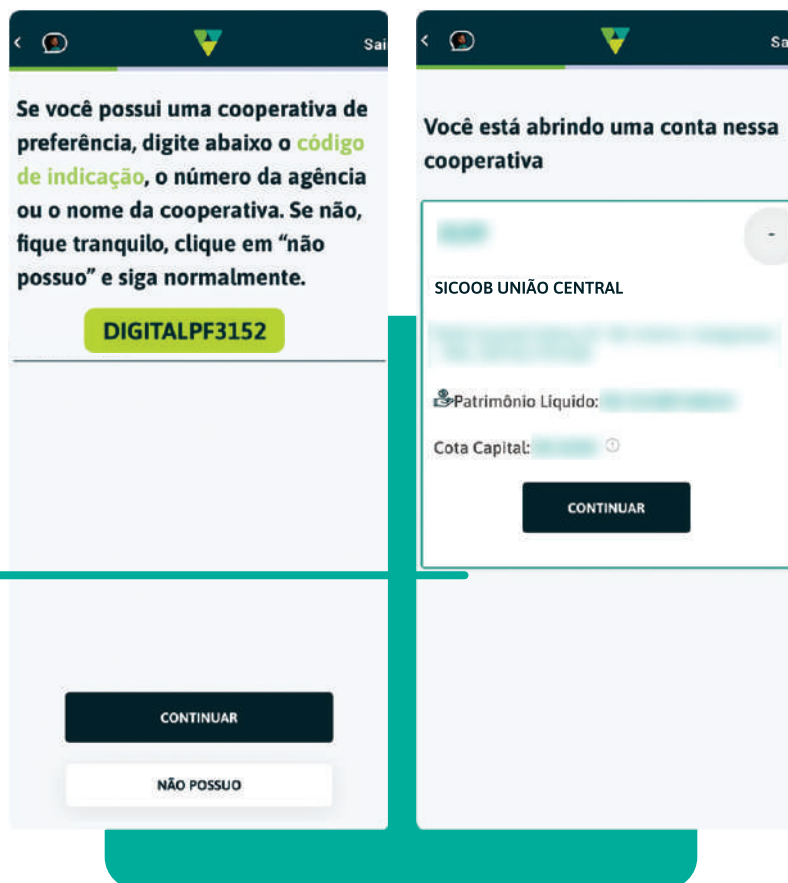 Sai
Se você possui uma cooperativa de
preferência, digite abaixo o código
de indicação, o número da agência
ou o nome da cooperativa. Se não,
fique tranquilo, clique em “não
possuo” e siga normalmente.
DIGITALPF3152
CONTINUAR
NÃO POSSUO
Sa
Você está abrindo uma conta nessa
cooperativa
-
SICOOB UNIÃO CENTRAL
Patrimônio Líquido:
Cota Capital:
CONTINUAR